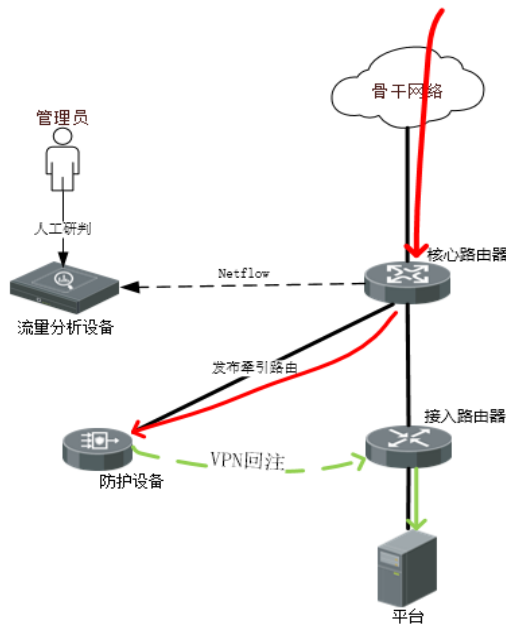 骨干网络
管理员
人工研判
核心路由器
Netflow
流量分析设备
发布牵引路由
接入路由器
VPN回注
防护设备
平台